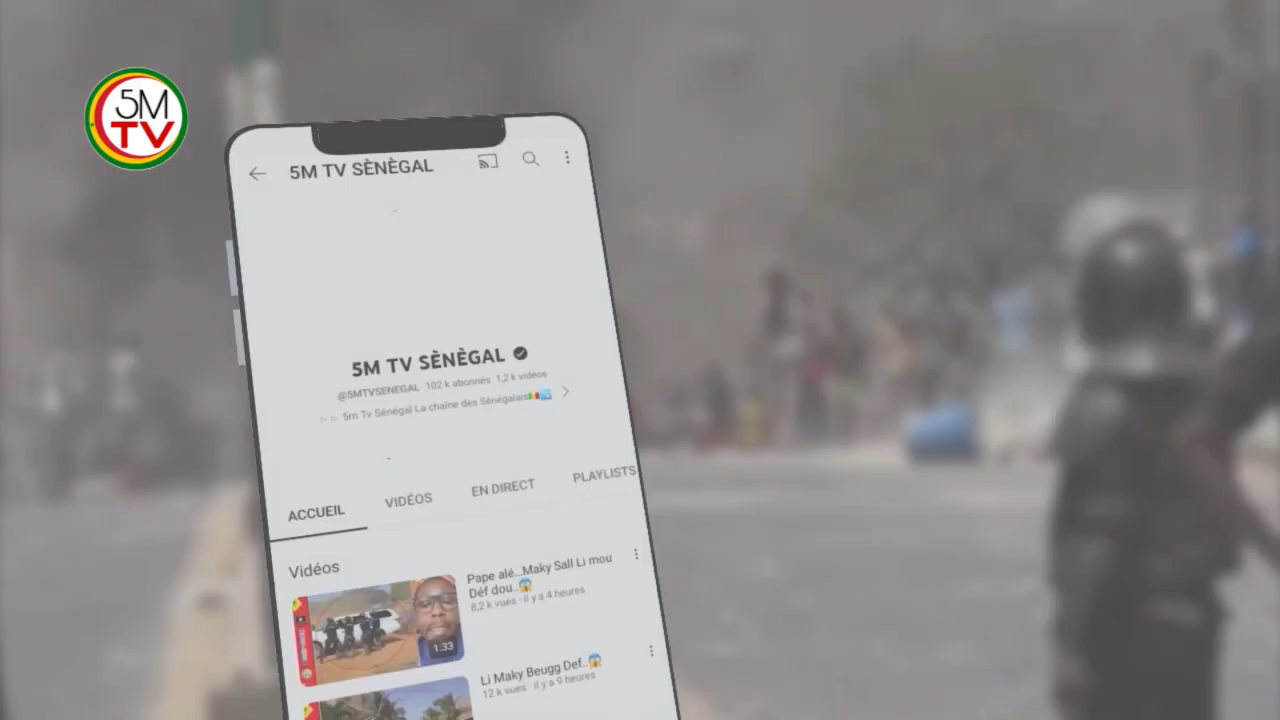 5M
TV
5M TV SÈNÈGAL
5M TV SÈNÈGAL
@5MTVSENEGAL 102 k abonnés 1,2 k vidéos
5m Tv Sénégal La chaîne des Sénégalais
ACCUEIL VIDÉOS EN DIRECT PLAYLISTS
Vidéos
Pape alé...Maky Sall Li mou
Déf dou..😱
8,2 k vues · il y a 4 heures
1:33
Li Maky Beugg Def..😱
12 k vues · il y a 9 heures